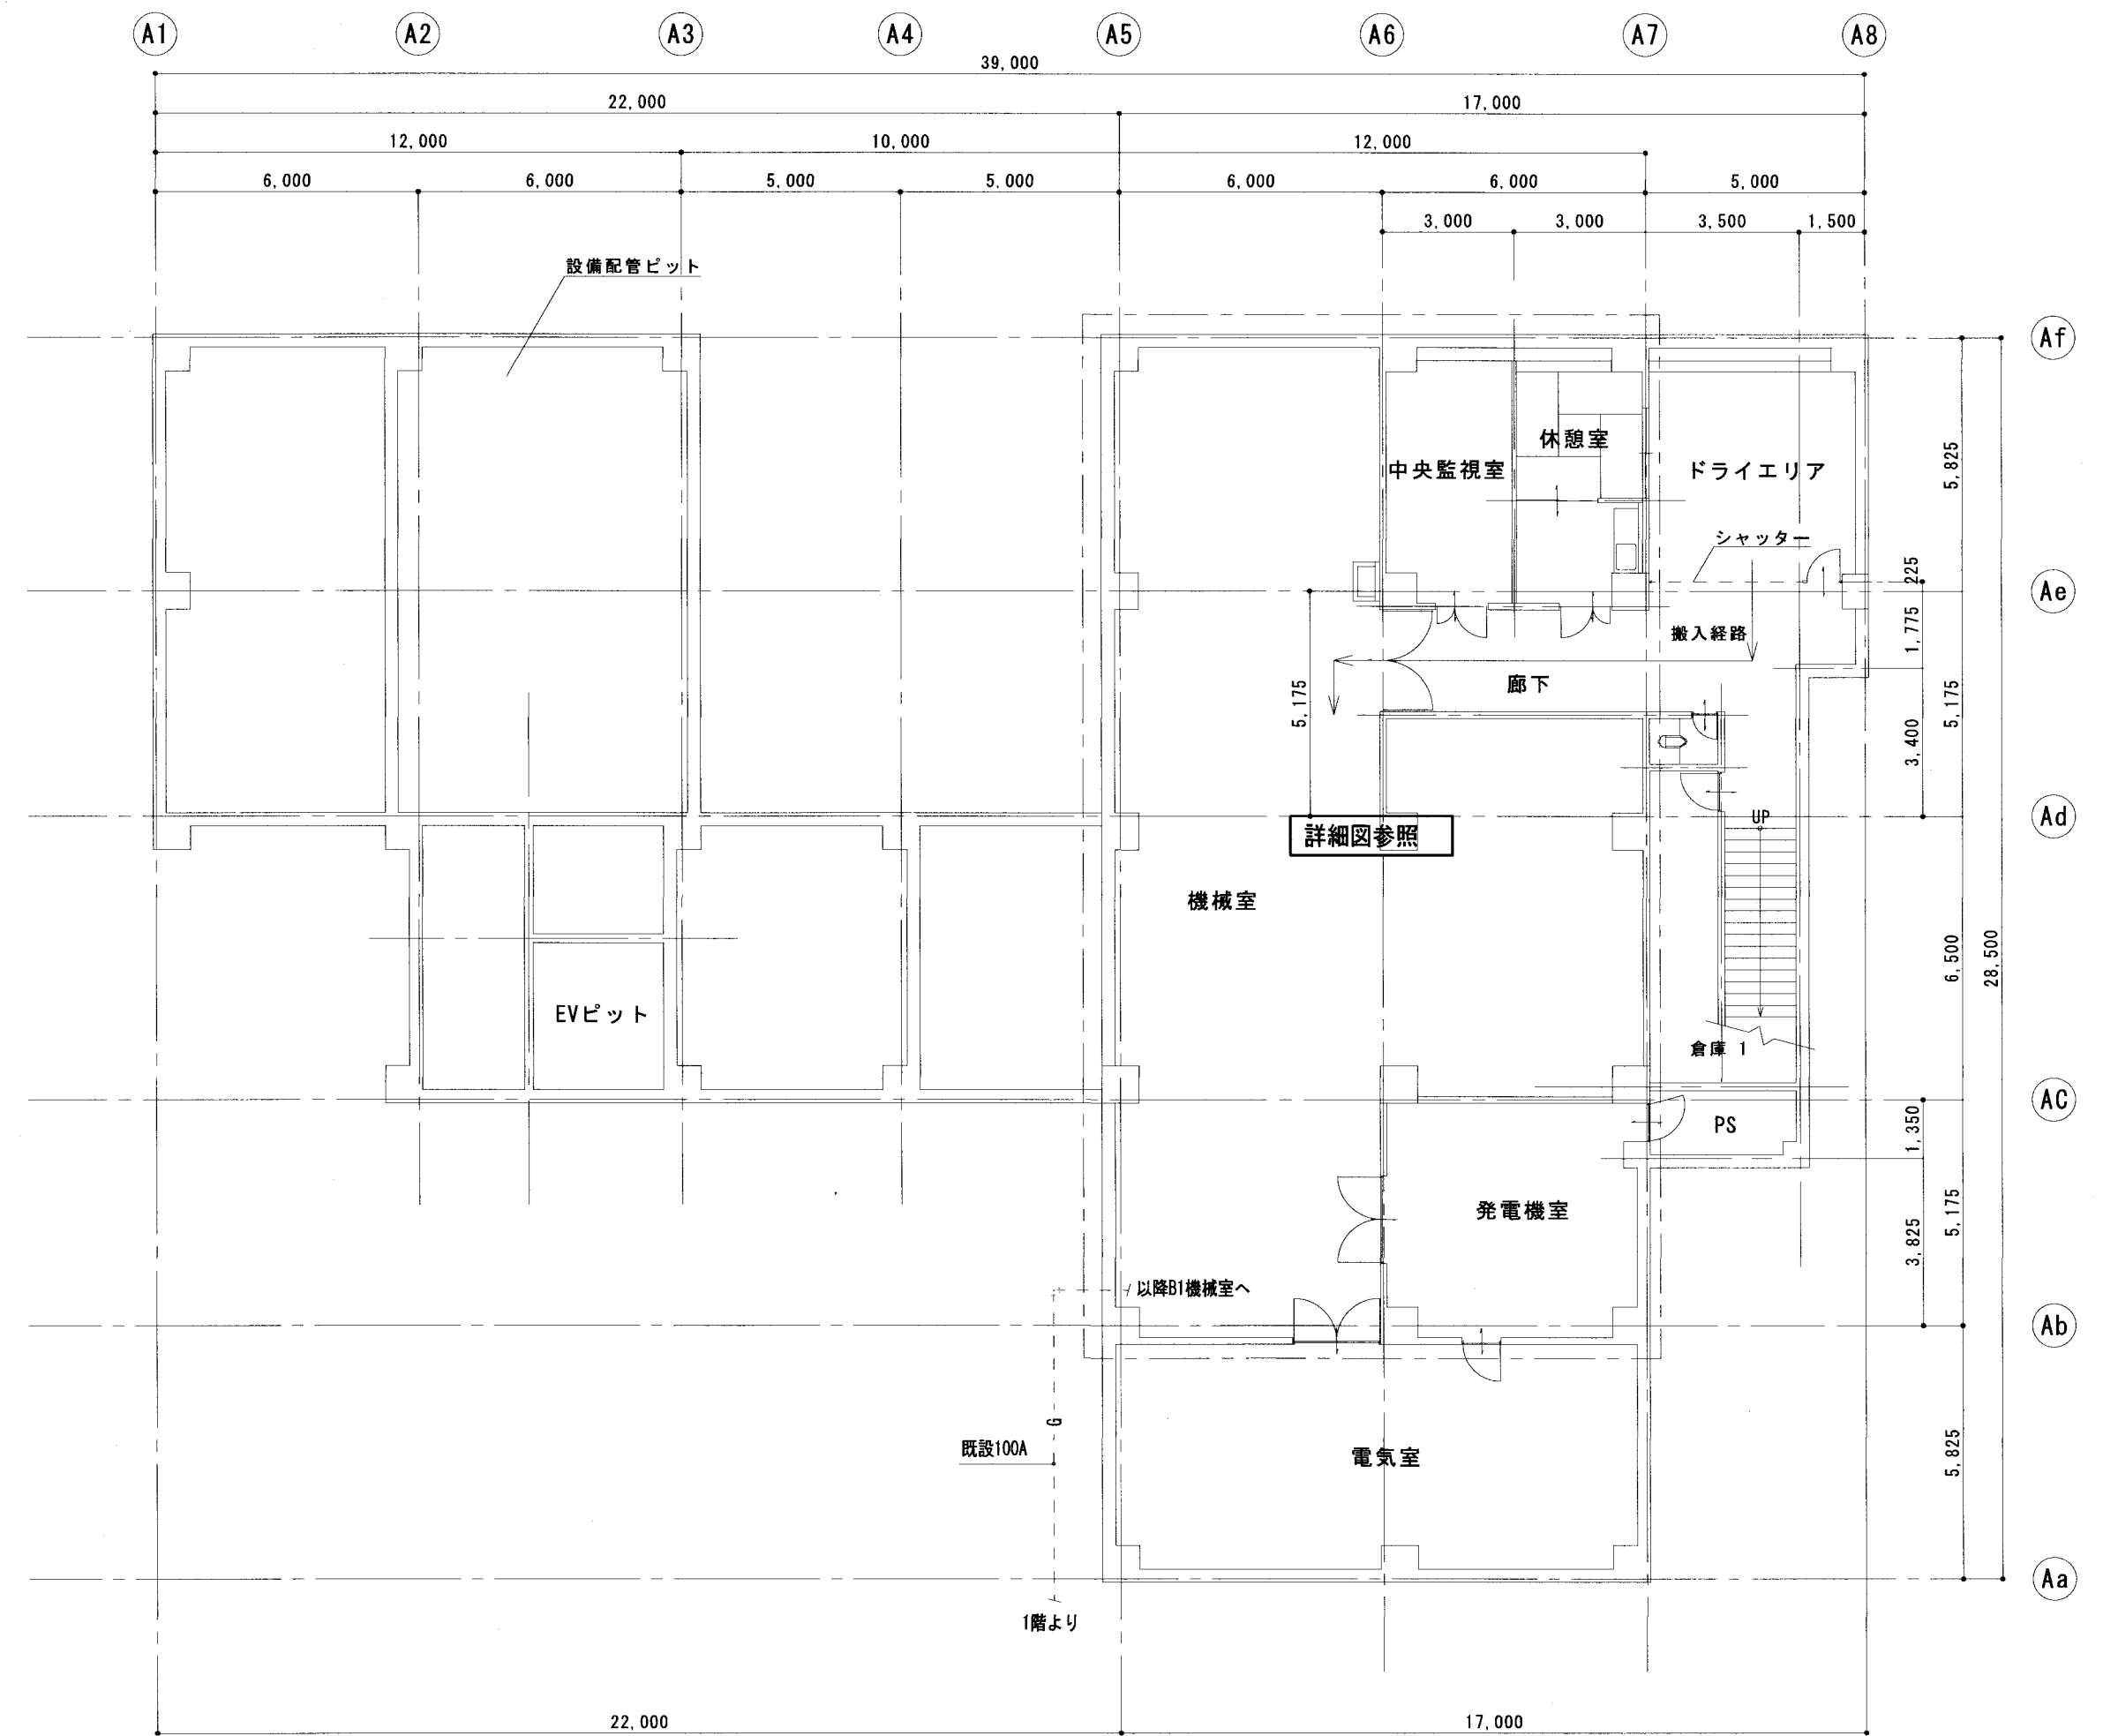 A1 A2 A3 A4 A5 A6 A7 A8
39,000
22,000 17,000
12,000 10,000 12,000
6,000 6,000 5,000 5,000 6,000 6,000 5,000
3,000 3,000 3,500 1,500
設備配管ピット
Af
休憩室
中央監視室
ドライエリア
5,825
シャッター
225
Ae
搬入経路
1,775
廊下
5,175
5,175
3,400
Ad
UP
詳細図参照
機械室
6,500
28,500
EVピット
倉庫 1
AC
PS
1,350
発電機室
5,175
3,825
以降B1機械室へ
Ab
G
既設100A
電気室
5,825
Aa
1階より
22,000 17,000